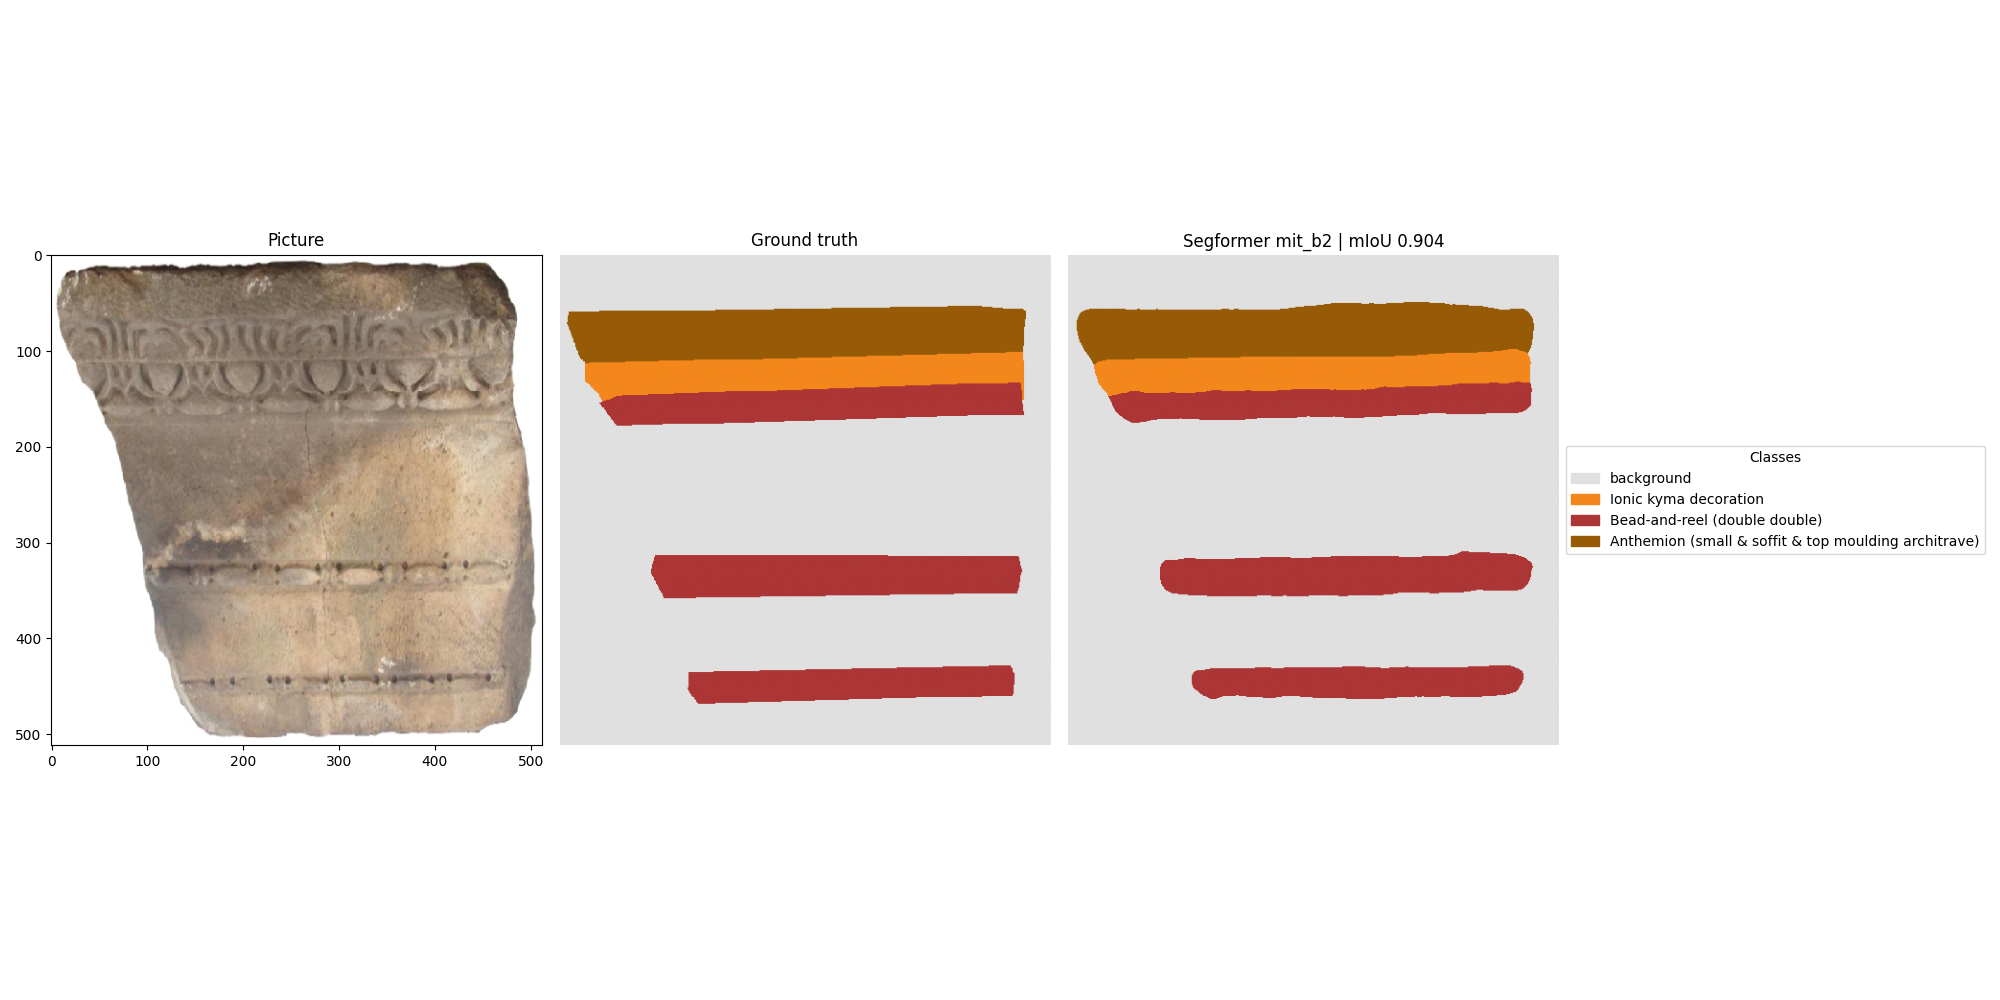 Picture
Ground truth
Segformer mit_b2 | mIoU 0.904
0
100
200
300
400
500
0 100 200 300 400 500
Classes
background
Ionic kyma decoration
Bead-and-reel (double double)
Anthemion (small & soffit & top moulding architrave)